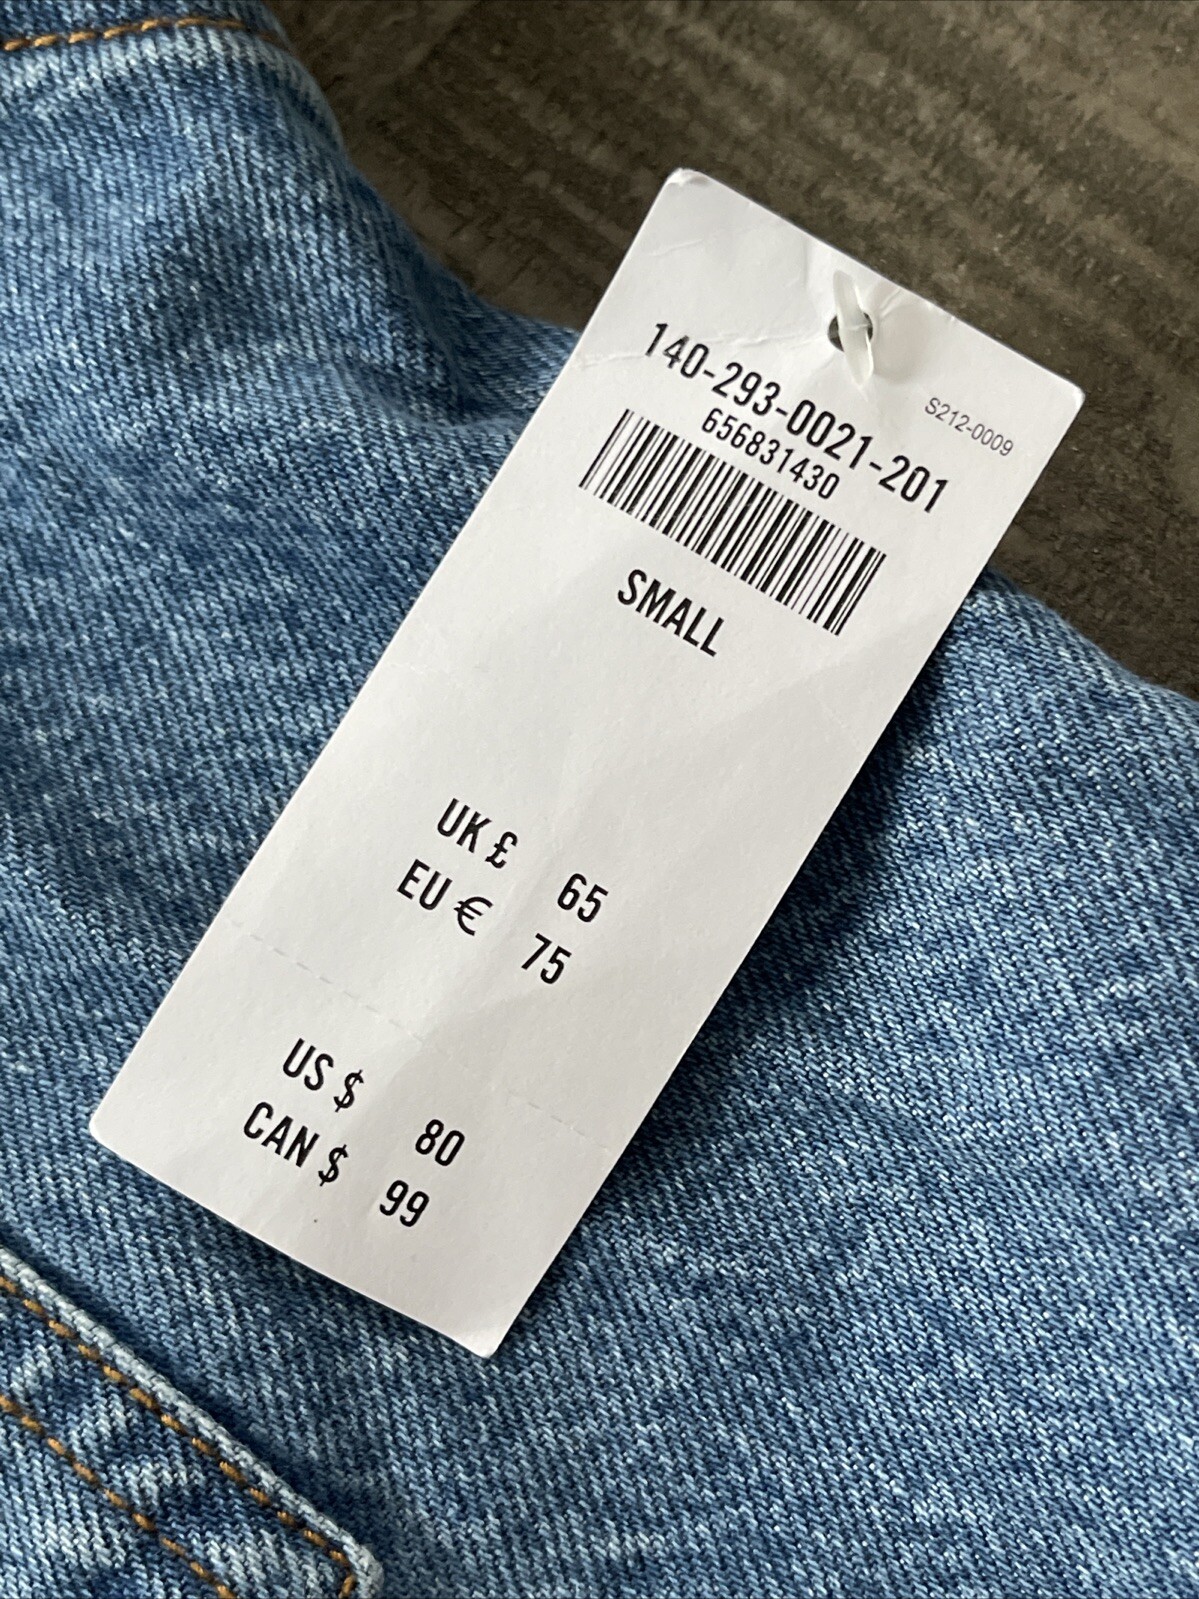 S212-0009
140-293-0021-201
656831430
SMALL
UK £ 65
EU € 75
US $ 80
CAN $ 99